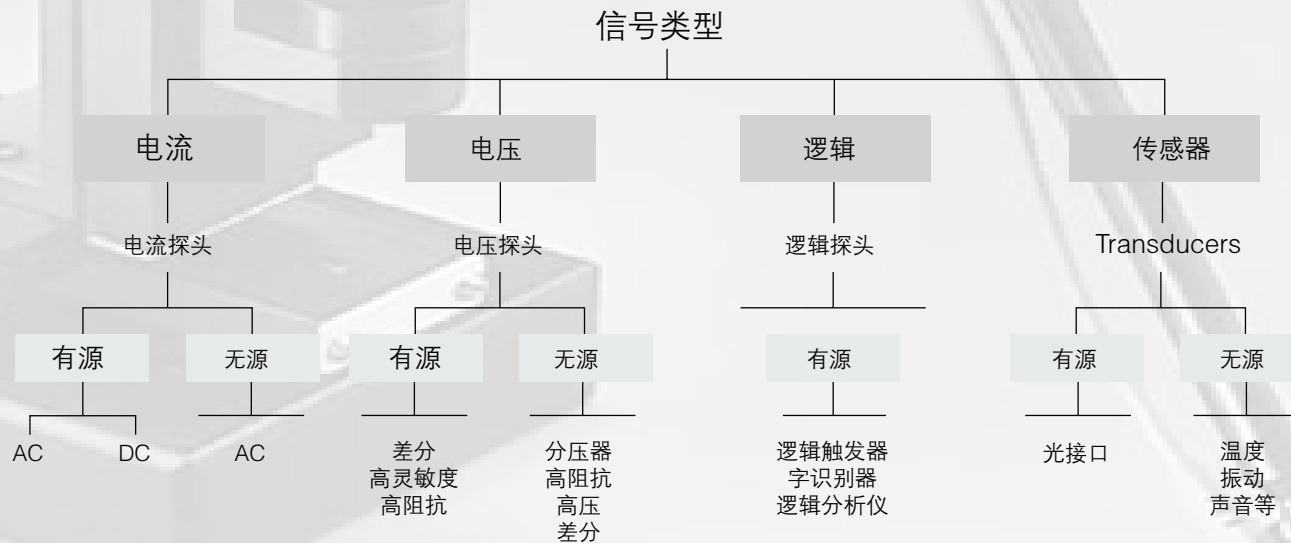 信号类型
电流 电压 逻辑 传感器
电流探头 电压探头 逻辑探头 Transducers
有源 无源 有源 无源 有源 有源 无源
AC DC AC
差分
高灵敏度
高阻抗
分压器
高阻抗
高压
差分
逻辑触发器
字识别器
逻辑分析仪
光接口
温度
振动
声音等